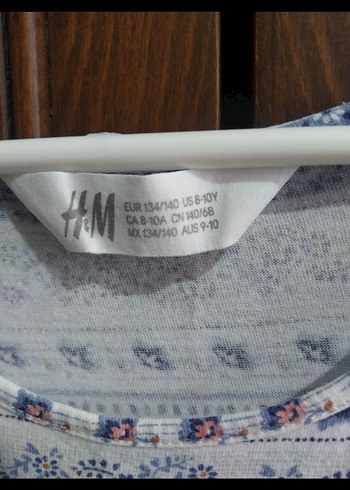 H&M
EUR 134/140 US 8-10Y
CA 8-10A CN 140/68
MX 134/140 AUS 9-10